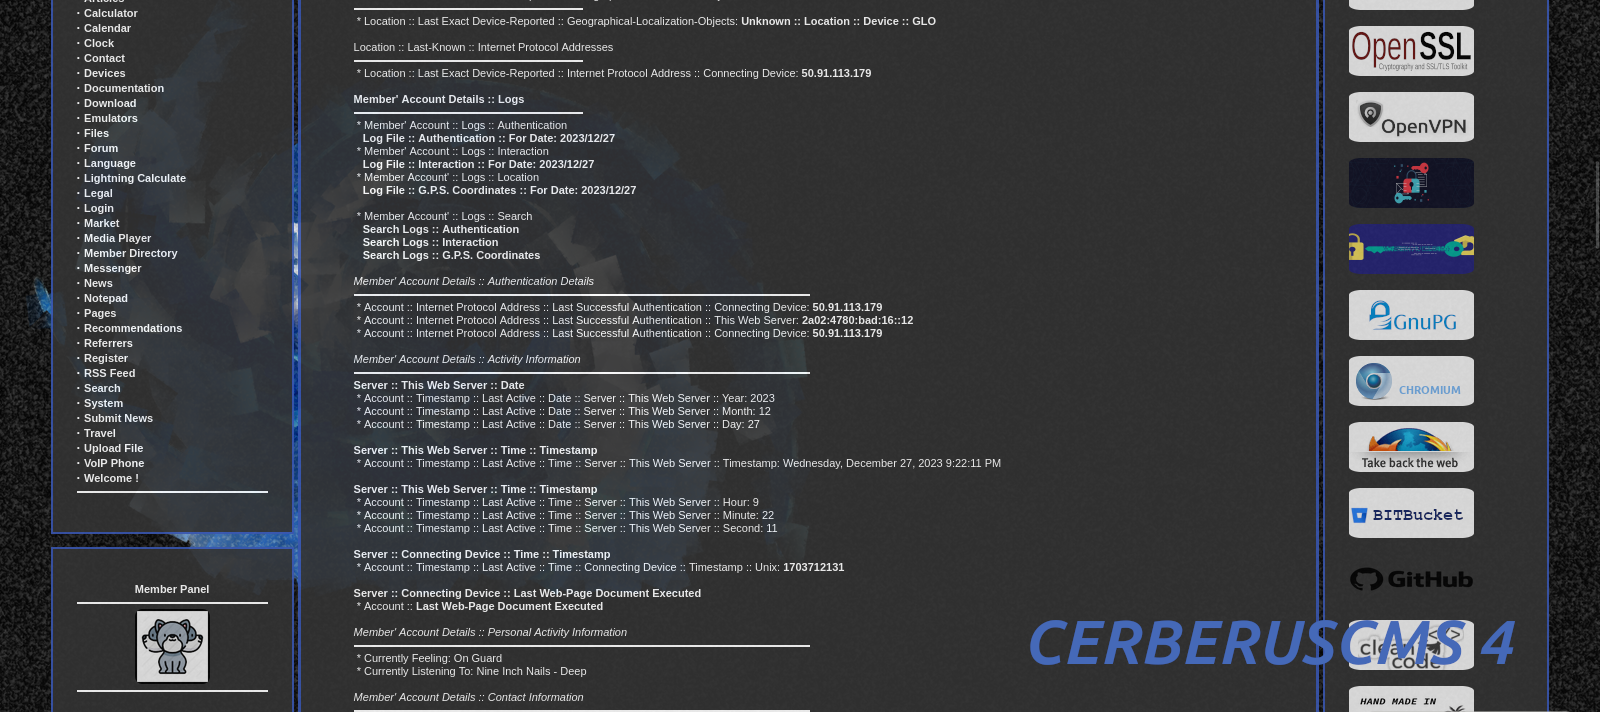 · Calculator
· Calendar
· Clock
· Contact
· Devices
· Documentation
· Download
· Emulators
· Files
· Forum
· Language
· Lightning Calculate
· Legal
· Login
· Market
· Media Player
· Member Directory
· Messenger
· News
· Notepad
· Pages
· Recommendations
· Referrers
· Register
· RSS Feed
· Search
· System
· Submit News
· Travel
· Upload File
· VoIP Phone
· Welcome !
Member Panel
* Location :: Last Exact Device-Reported :: Geographical-Localization-Objects: Unknown :: Location :: Device :: GLO
Location :: Last-Known :: Internet Protocol Addresses
* Location :: Last Exact Device-Reported :: Internet Protocol Address :: Connecting Device: 50.91.113.179
Member' Account Details :: Logs
* Member' Account :: Logs :: Authentication
Log File :: Authentication :: For Date: 2023/12/27
* Member' Account :: Logs :: Interaction
Log File :: Interaction :: For Date: 2023/12/27
* Member Account' :: Logs :: Location
Log File :: G.P.S. Coordinates :: For Date: 2023/12/27
* Member Account' :: Logs :: Search
Search Logs :: Authentication
Search Logs :: Interaction
Search Logs :: G.P.S. Coordinates
Member' Account Details :: Authentication Details
* Account :: Internet Protocol Address :: Last Successful Authentication :: Connecting Device: 50.91.113.179
* Account :: Internet Protocol Address :: Last Successful Authentication :: This Web Server: 2a02:4780:bad:16::12
* Account :: Internet Protocol Address :: Last Successful Authentication :: Connecting Device: 50.91.113.179
Member' Account Details :: Activity Information
Server :: This Web Server :: Date
* Account :: Timestamp :: Last Active :: Date :: Server :: This Web Server :: Year: 2023
* Account :: Timestamp :: Last Active :: Date :: Server :: This Web Server :: Month: 12
* Account :: Timestamp :: Last Active :: Date :: Server :: This Web Server :: Day: 27
Server :: This Web Server :: Time :: Timestamp
* Account :: Timestamp :: Last Active :: Time :: Server :: This Web Server :: Timestamp: Wednesday, December 27, 2023 9:22:11 PM
Server :: This Web Server :: Time :: Timestamp
* Account :: Timestamp :: Last Active :: Time :: Server :: This Web Server :: Hour: 9
* Account :: Timestamp :: Last Active :: Time :: Server :: This Web Server :: Minute: 22
* Account :: Timestamp :: Last Active :: Time :: Server :: This Web Server :: Second: 11
Server :: Connecting Device :: Time :: Timestamp
* Account :: Timestamp :: Last Active :: Time :: Connecting Device :: Timestamp :: Unix: 1703712131
Server :: Connecting Device :: Last Web-Page Document Executed
* Account :: Last Web-Page Document Executed
Member' Account Details :: Personal Activity Information
* Currently Feeling: On Guard
* Currently Listening To: Nine Inch Nails - Deep
Member' Account Details :: Contact Information
OpenSSL
Cryptography and SSL/TLS Toolkit
OpenVPN
GnuPG
CHROMIUM
Take back the web
BITBucket
GitHub
clean
code
CERBERUSCMS 4
HAND MADE IN